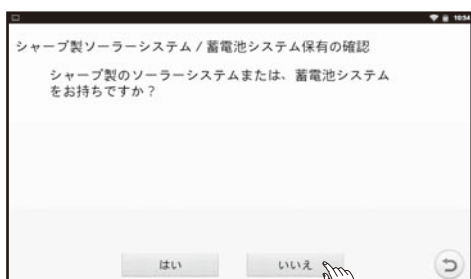 10:54
シャープ製ソーラーシステム / 蓄電池システム保有の確認
シャープ製のソーラーシステムまたは、蓄電池システム
をお持ちですか？
はい
いいえ